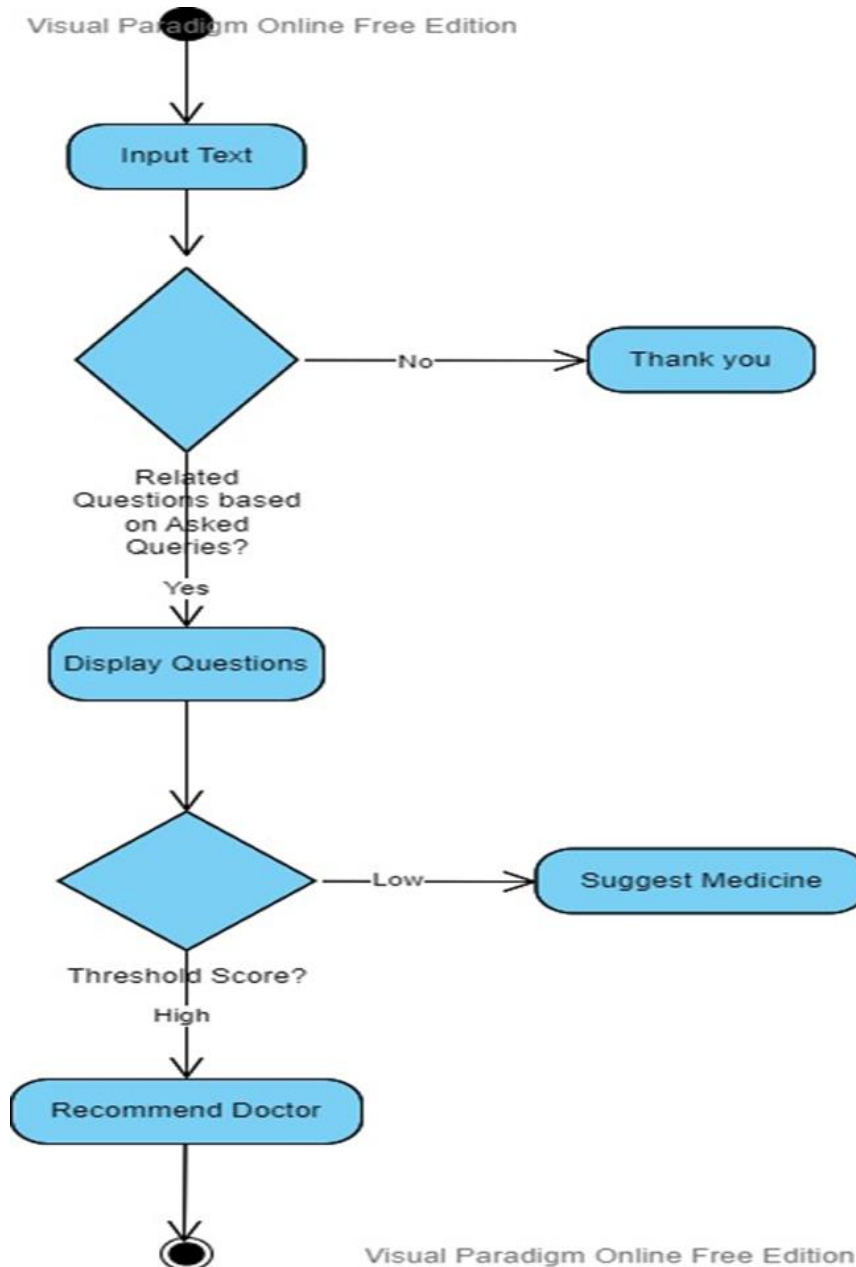 Visual Paradigm Online Free Edition
Input Text
No
Thank you
Related
Questions based
on Asked
Queries?
Yes
Display Questions
Low
Suggest Medicine
Threshold Score?
High
Recommend Doctor
Visual Paradigm Online Free Edition